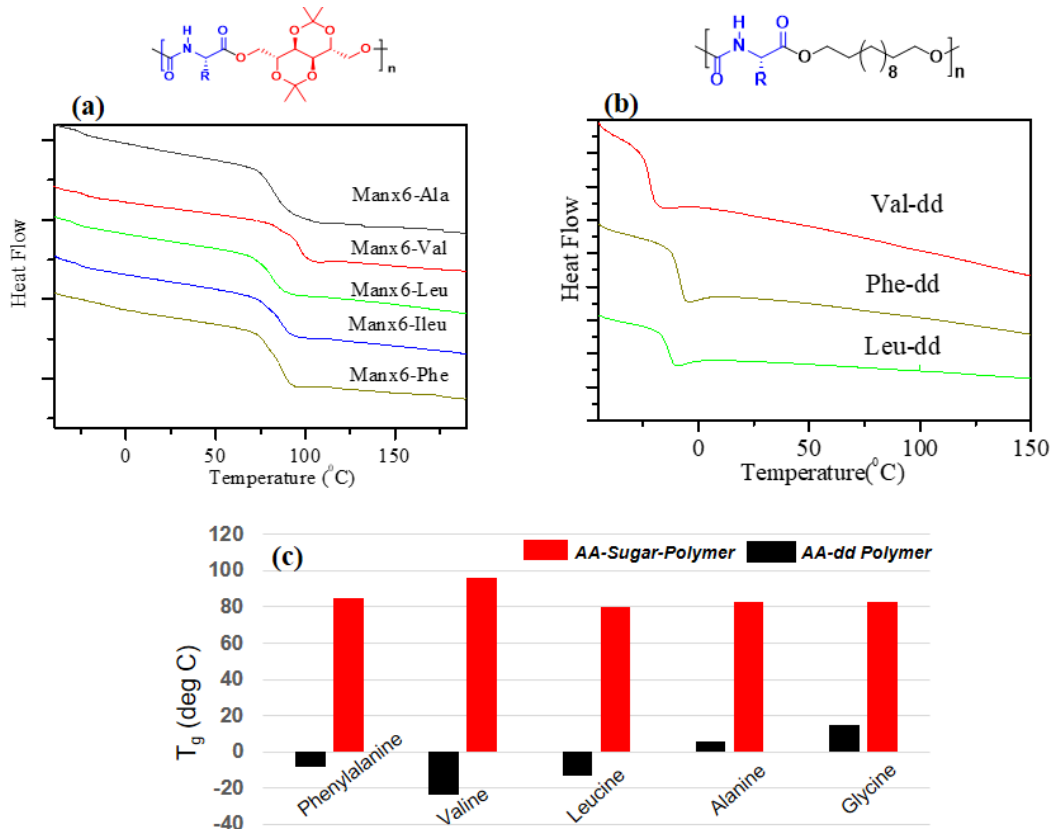 H
N
O
O
O
O
O
O
O
O
R
n
H
N
O
O
O
R
8
O
n
(a)
Manx6-Ala
Manx6-Val
Manx6-Leu
Manx6-Ileu
Manx6-Phe
Heat Flow
0 50 100 150
Temperature (°C)
(b)
Val-dd
Phe-dd
Leu-dd
Heat Flow
0 50 100 150
Temperature(°C)
(c)
AA-Sugar-Polymer AA-dd Polymer
120
100
80
60
40
20
0
-20
-40
Tg (deg C)
Phenylalanine
Valine
Leucine
Alanine
Glycine